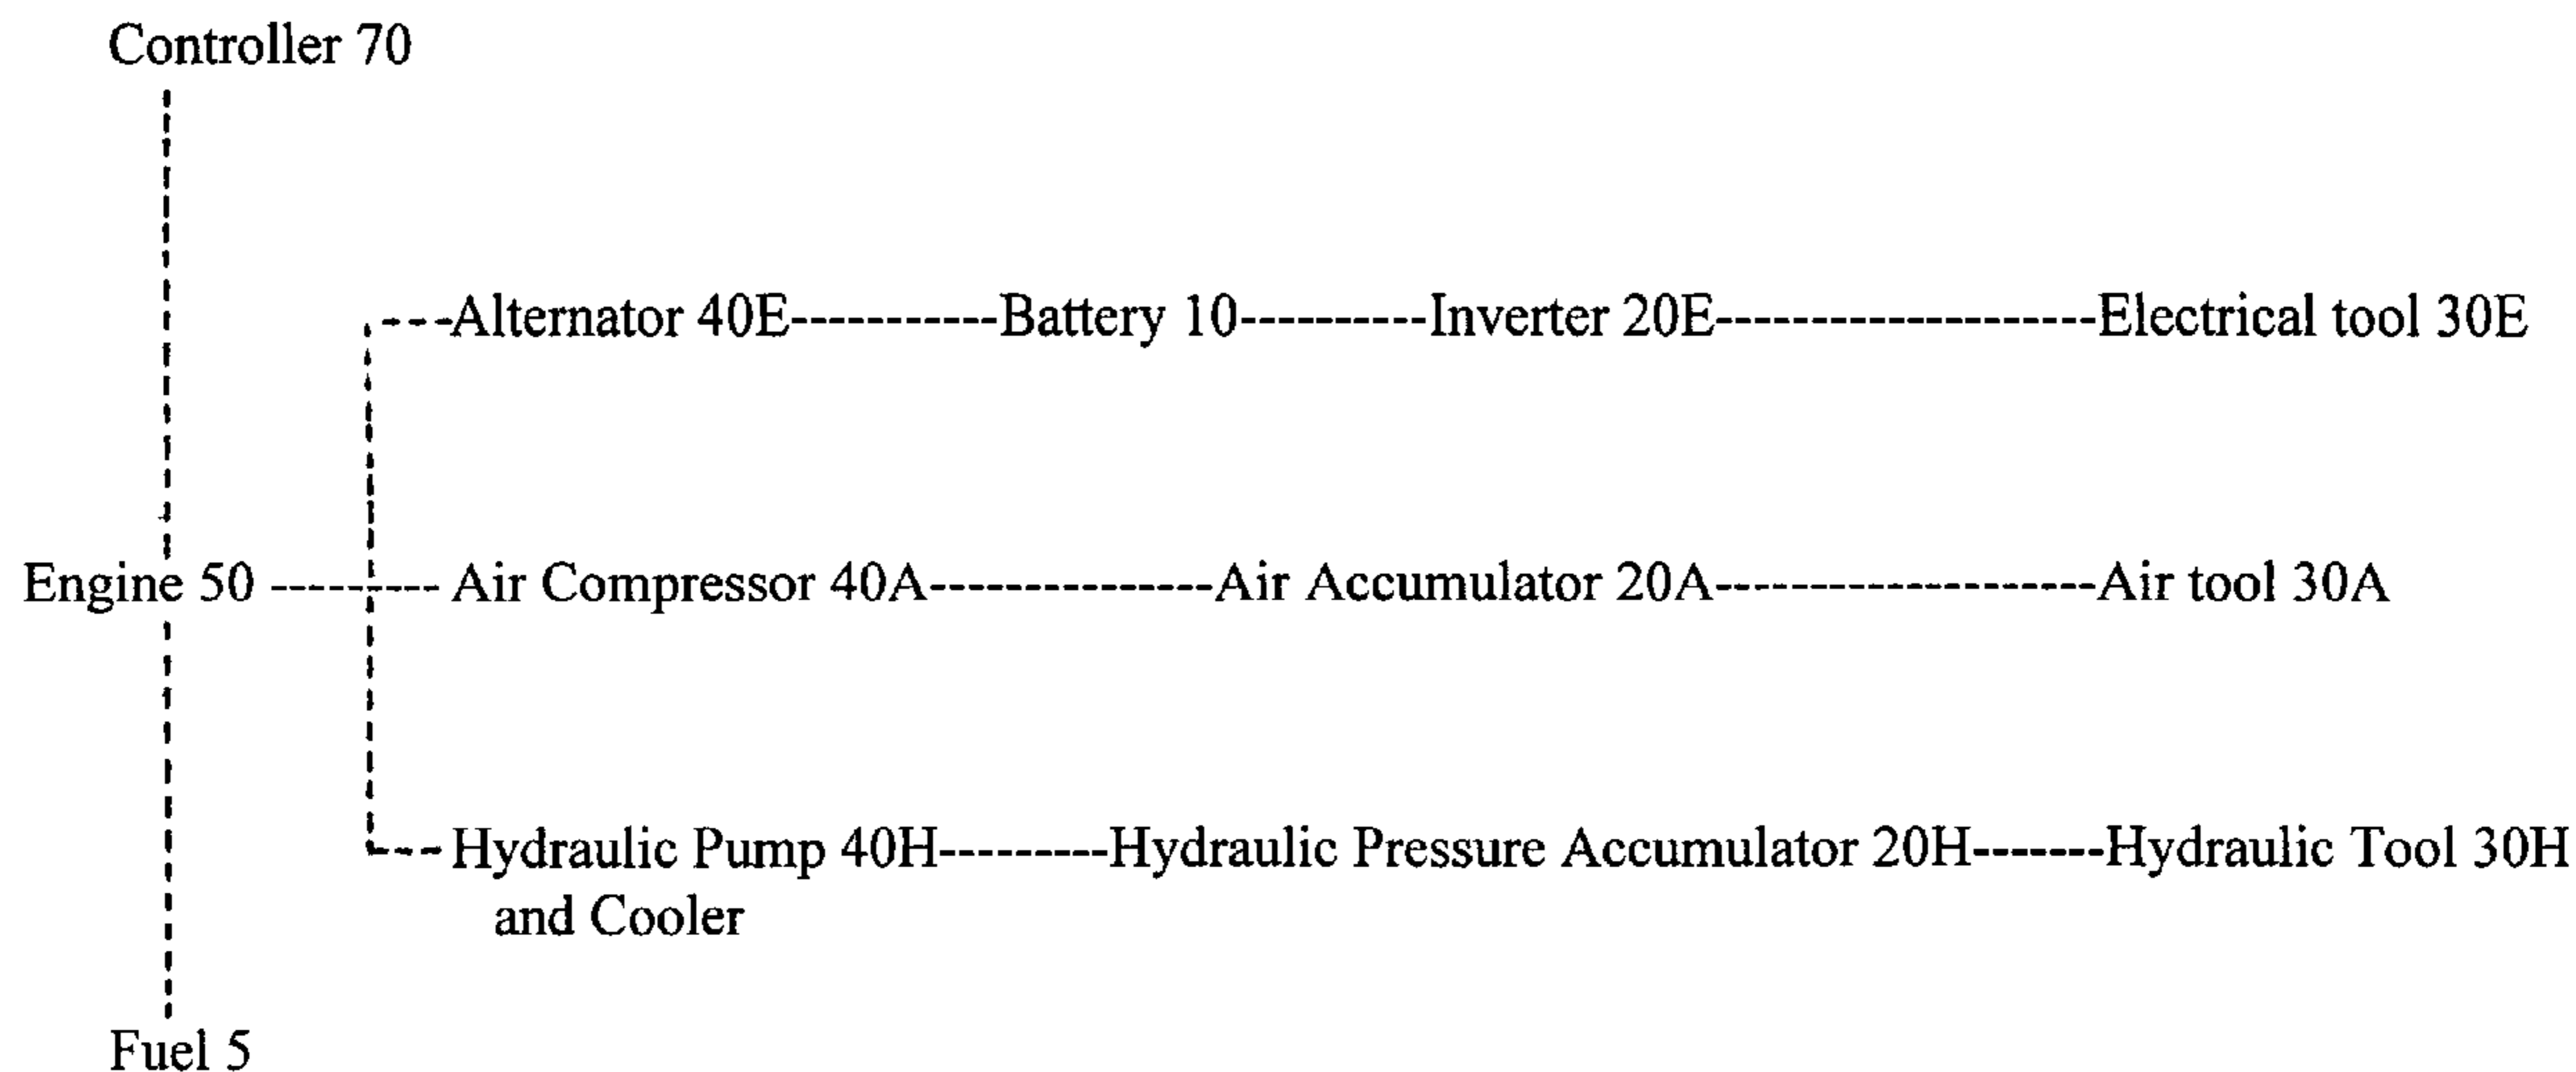 Controller 70
Alternator 40E-----------Battery 10----------Inverter 20E--------------------Electrical tool 30E
Engine 50 --------- Air Compressor 40A---------------Air Accumulator 20A--------------------Air tool 30A
Hydraulic Pump 40H---------Hydraulic Pressure Accumulator 20H-------Hydraulic Tool 30H
and Cooler
Fuel 5